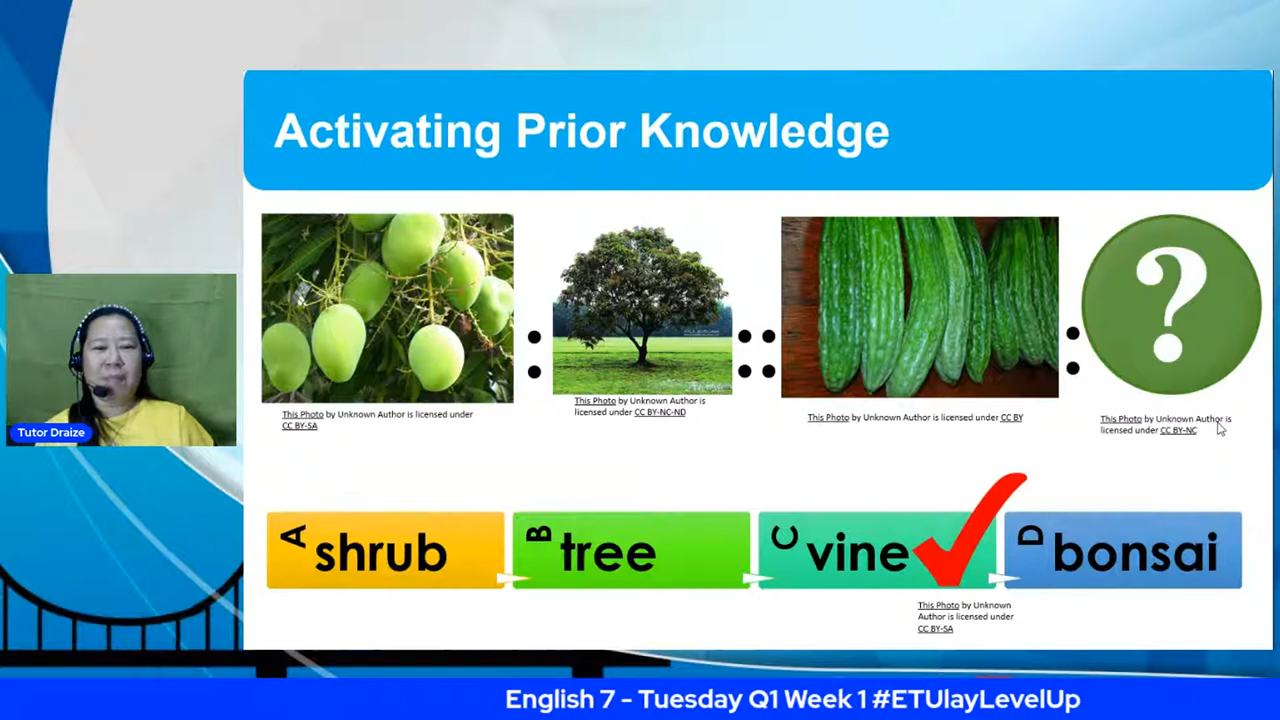 Activating Prior Knowledge
?
This Photo by Unknown Author is licensed under
CC BY-SA
This Photo by Unknown Author is
licensed under CC BY-NC-ND
This Photo by Unknown Author is licensed under CC BY
This Photo by Unknown Author is
licensed under CC BY-NC
Tutor Draize
A shrub
B tree
C vine
D bonsai
This Photo by Unknown
Author is licensed under
CC BY-SA
English 7 - Tuesday Q1 Week 1 #ETUlayLevelUp